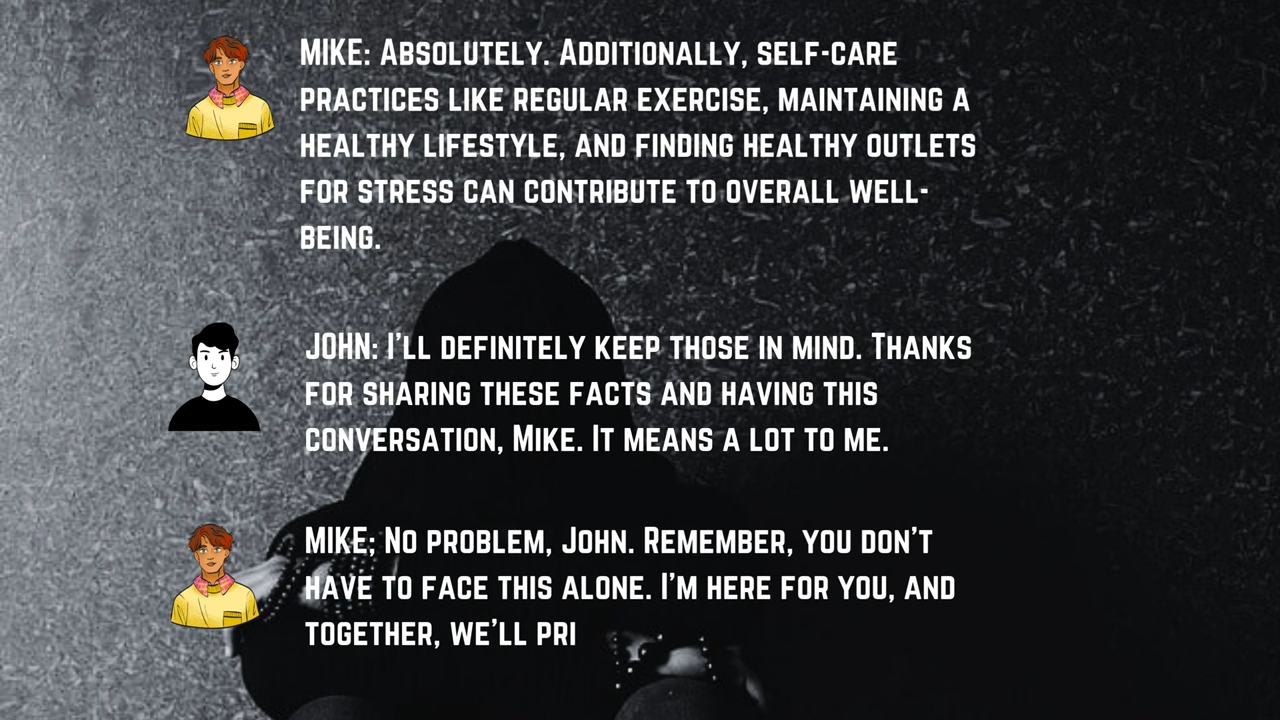 MIKE: Absolutely. Additionally, self-care
practices like regular exercise, maintaining a
healthy lifestyle, and finding healthy outlets
for stress can contribute to overall well-
being.
JOHN: I'll definitely keep those in mind. Thanks
for sharing these facts and having this
conversation, Mike. It means a lot to me.
MIKE; No problem, John. Remember, you don't
have to face this alone. I'm here for you, and
together, we'll pri